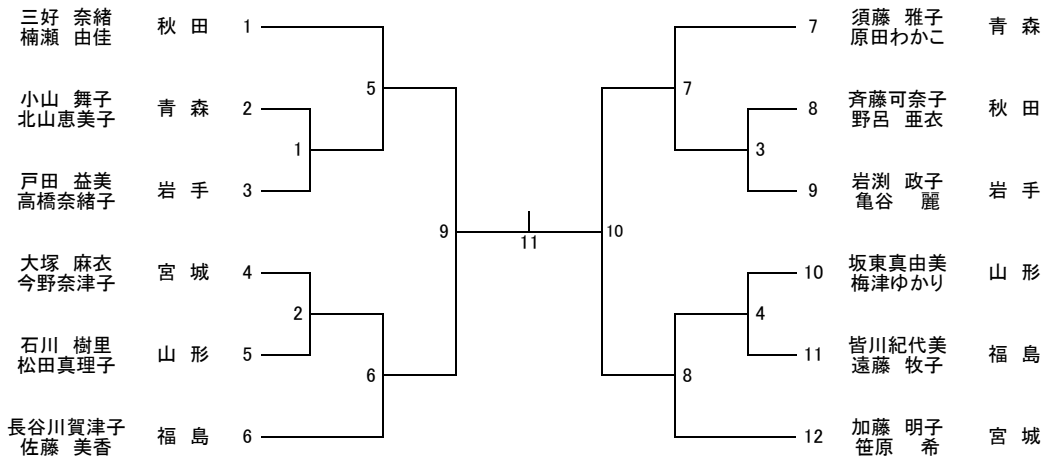 三好 奈緒
楠瀬 由佳
秋田 1
小山 舞子
北山恵美子
青森 2
戸田 益美
高橋奈緒子
岩手 3
大塚 麻衣
今野奈津子
宮城 4
石川 樹里
松田真理子
山形 5
長谷川賀津子
佐藤 美香
福島 6
1
2
5
6
9
11
10
7
8
3
4
7
須藤 雅子
原田わかこ
青森
8
斉藤可奈子
野呂 亜衣
秋田
9
岩渕 政子
亀谷 麗
岩手
10
坂東真由美
梅津ゆかり
山形
11
皆川紀代美
遠藤 牧子
福島
12
加藤 明子
笹原 希
宮城